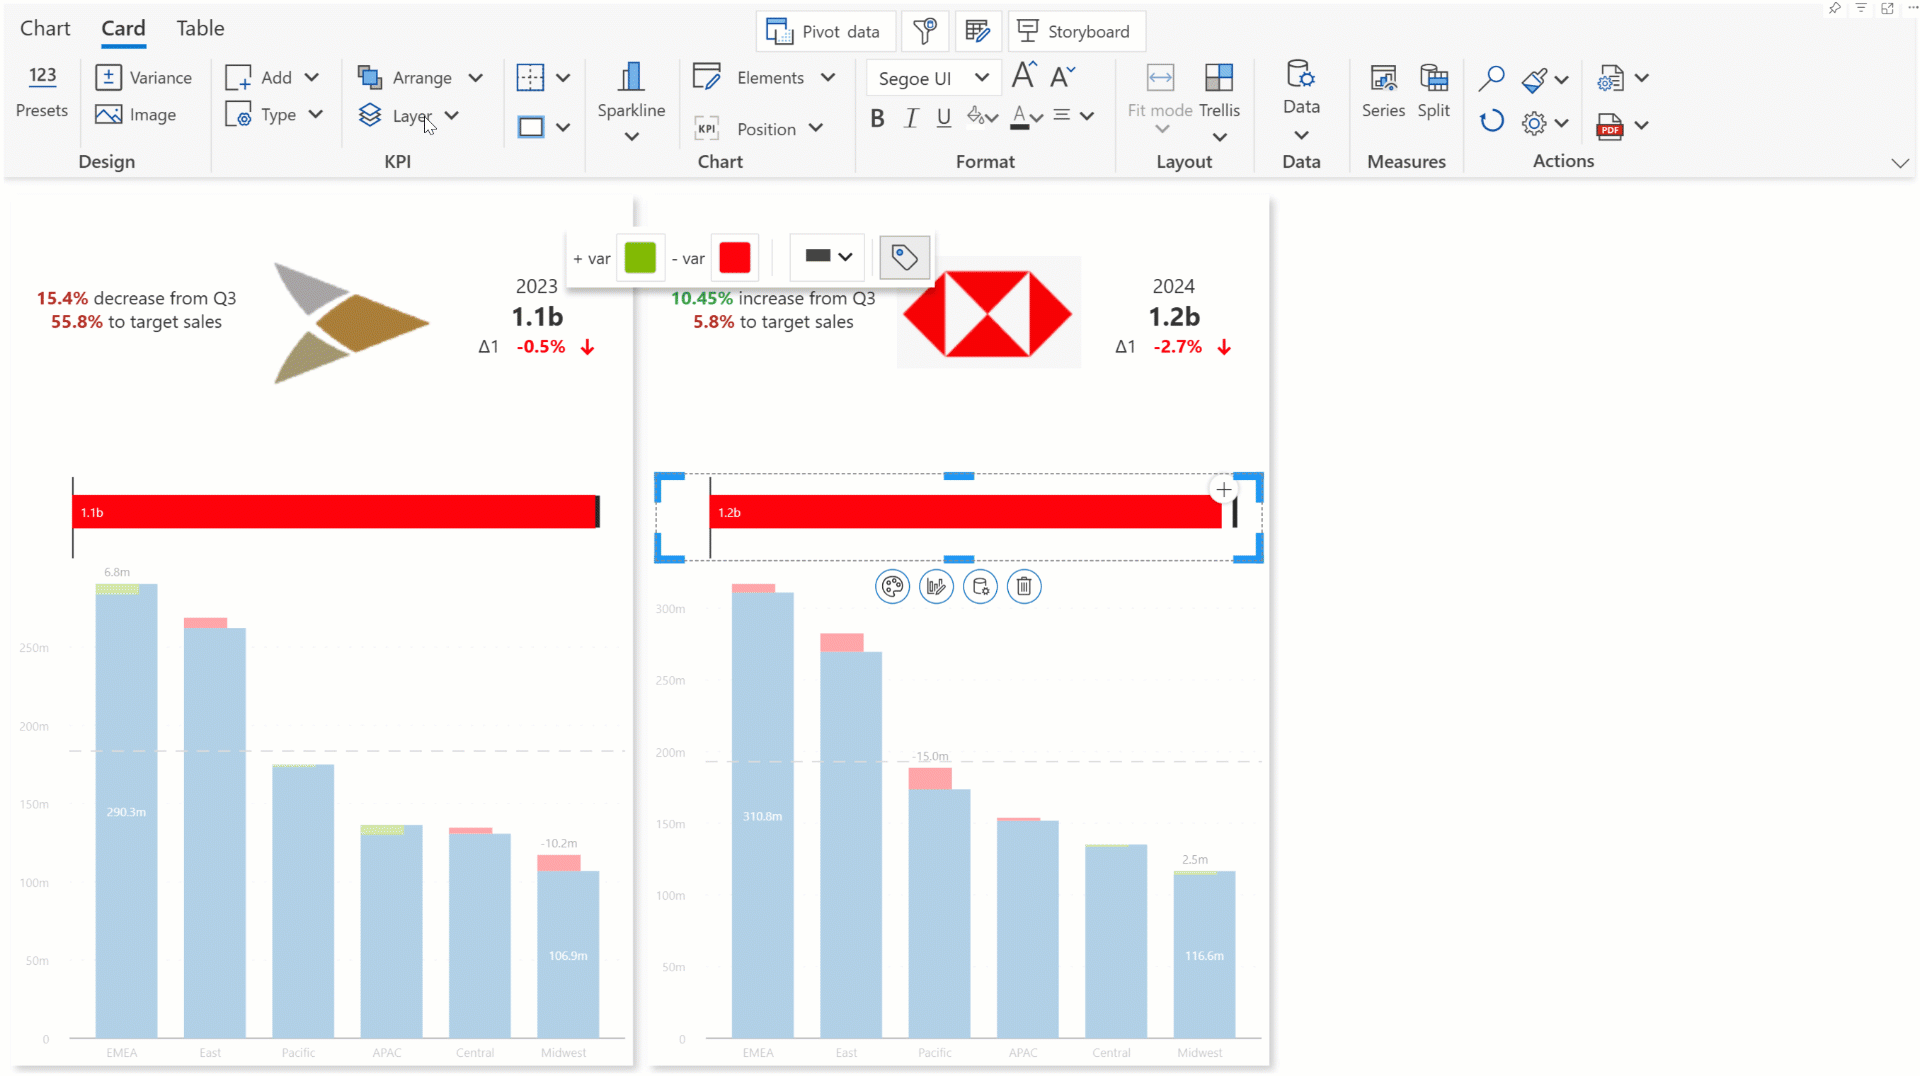 Chart Card Table
Pivot data Storyboard
123
Presets
Variance
Image
Design
Add
Type
Arrange
Layer
KPI
Sparkline
Elements
KPI
Position
Chart
Segoe UI
A A
B I U A
Format
Fit mode
Trellis
Layout
Data
Data
Series
Split
Measures
PDF
Actions
+ var - var
15.4% decrease from Q3
55.8% to target sales
2023
1.1b
Δ1 -0.5%
10.45% increase from Q3
5.8% to target sales
2024
1.2b
Δ1 -2.7%
1.1b
1.2b
6.8m
250m
200m
150m
100m
50m
0
290.3m
-10.2m
106.9m
EMEA East Pacific APAC Central Midwest
300m
250m
200m
150m
100m
50m
0
310.8m
-15.0m
2.5m
116.6m
EMEA East Pacific APAC Central Midwest